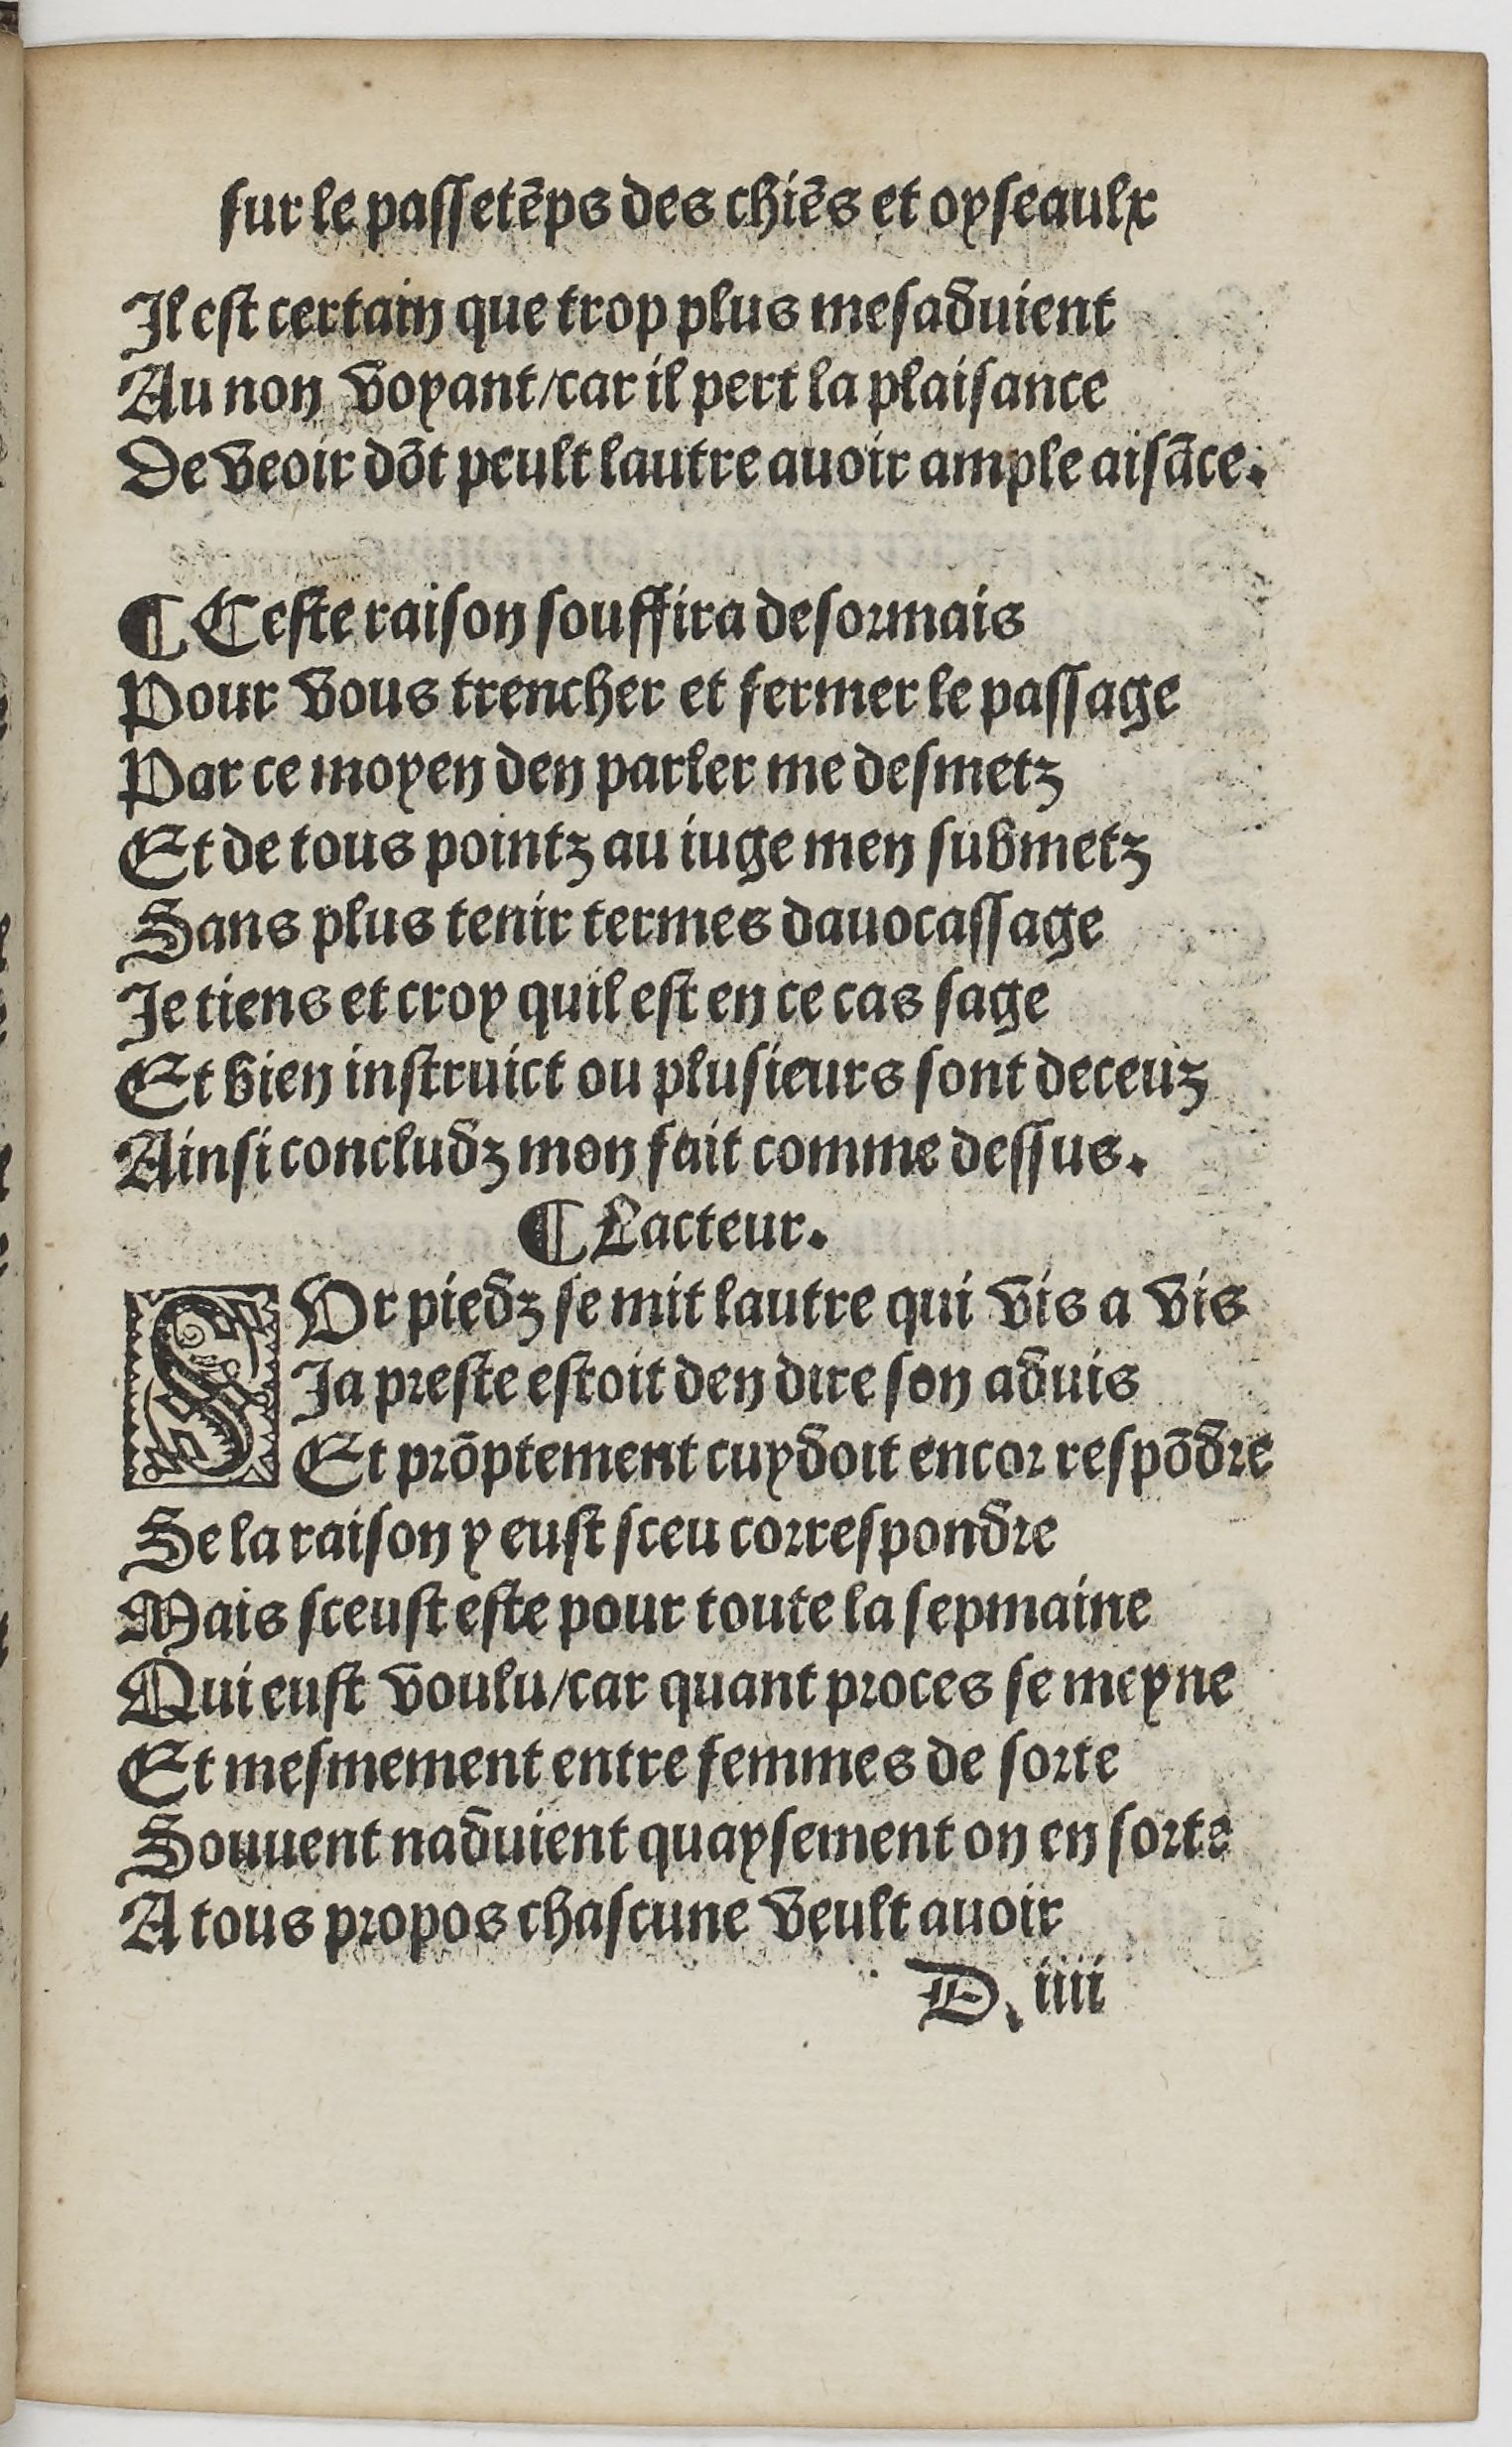 sur le passetēps des chiēs et oyseaulx
Il est certain que trop plus mesaduient
Au non voyant/car il pert la plaisance
De veoir dōt peult lautre auoir ample aisāce.
¶ Ceste raison souffira desormais
Pour vous trencher et fermer le passage
Par ce moyen den parler me desmetz
Et de tous pointz au iuge men submetz
Sans plus tenir termes dauocassage
Je tiens et croy quil est en ce cas sage
Et bien instruict ou plusieurs sont deceuz
Ainsi concludz mon fait comme dessus.
¶ Lacteur.
SOr piedz se mit lautre qui vis a vis
Ja preste estoit den dire son aduis
Et prōptement cuydoit encor respōdre
Se la raison y eust sceu correspondre
Mais sceust este pour toute la sepmaine
Qui eust voulu/car quant proces se meyne
Et mesmement entre femmes de sorte
Souuent naduient quaysement on en sorte
A tous propos chascune veult auoir
D. iiii